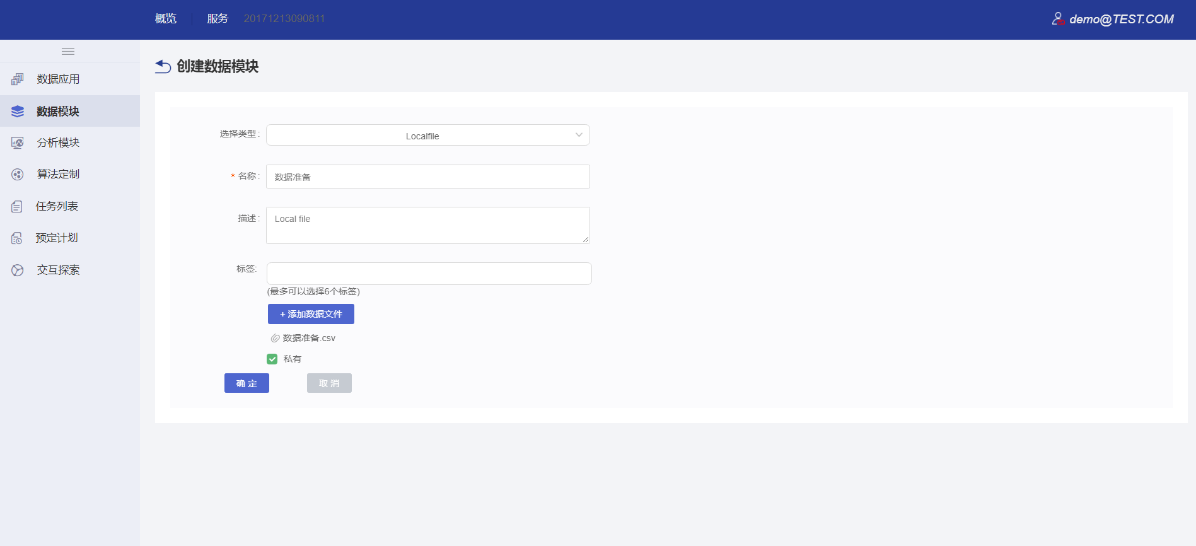 概览 服务 20171213090811 demo@TEST.COM
创建数据模块
数据应用
数据模块
分析模块
算法定制
任务列表
预定计划
交互探索
选择类型: Localfile
* 名称: 数据准备
描述: Local file
标签:
(最多可以选择6个标签)
+ 添加数据文件
数据准备.csv
私有
确 定 取 消